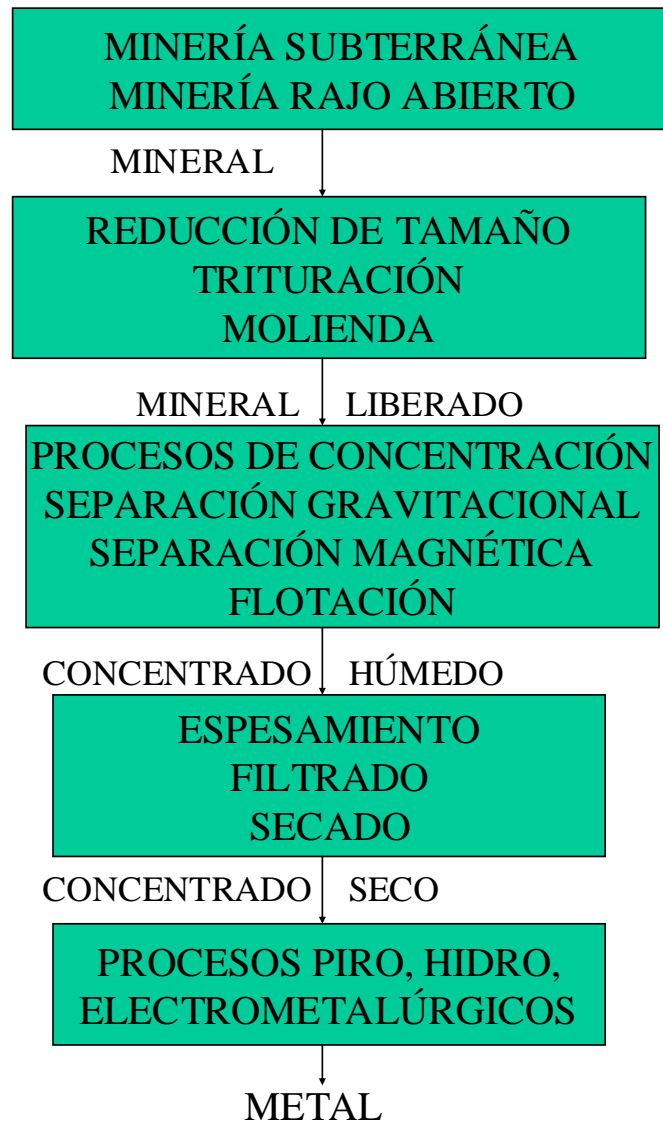 MINERÍA SUBTERRÁNEA
MINERÍA RAJO ABIERTO
MINERAL
REDUCCIÓN DE TAMAÑO
TRITURACIÓN
MOLIENDA
MINERAL LIBERADO
PROCESOS DE CONCENTRACIÓN
SEPARACIÓN GRAVITACIONAL
SEPARACIÓN MAGNÉTICA
FLOTACIÓN
CONCENTRADO HÚMEDO
ESPESAMIENTO
FILTRADO
SECADO
CONCENTRADO SECO
PROCESOS PIRO, HIDRO,
ELECTROMETALÚRGICOS
METAL